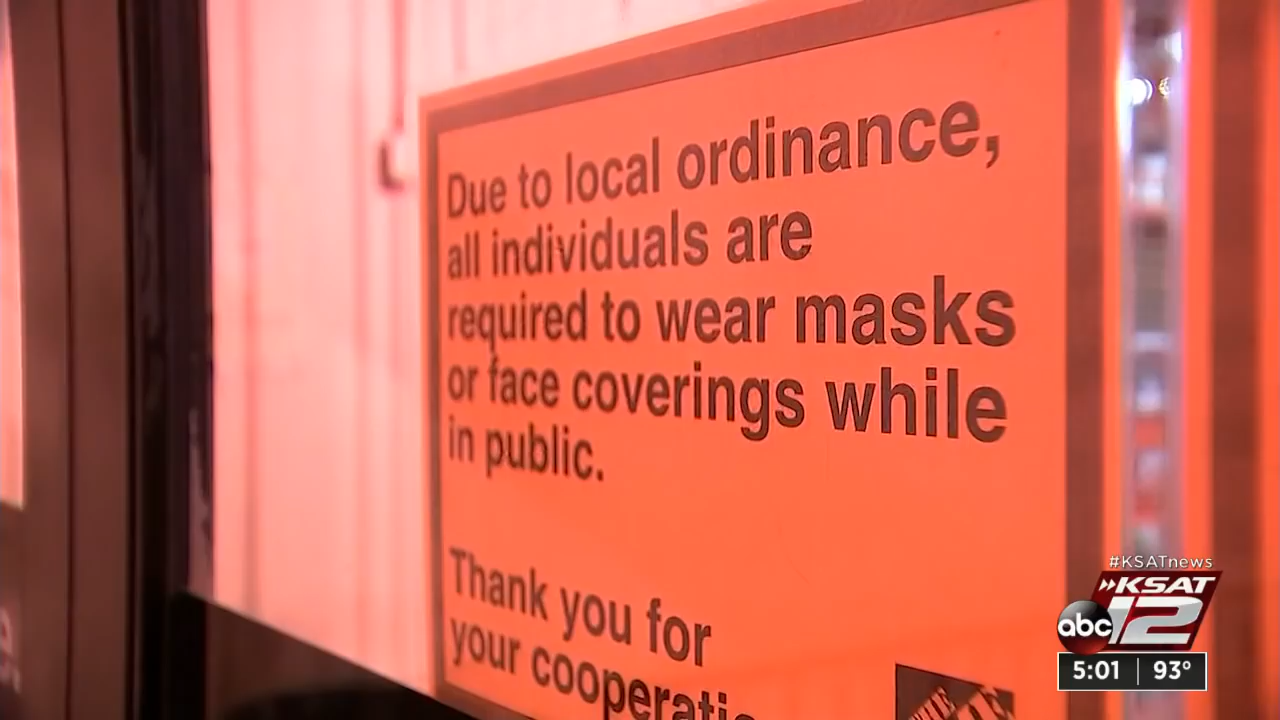 Due to local ordinance,
all individuals are
required to wear masks
or face coverings while
in public.
Thank you for
your cooperati
#KSATnews
KSAT
abc 12
5:01 93°